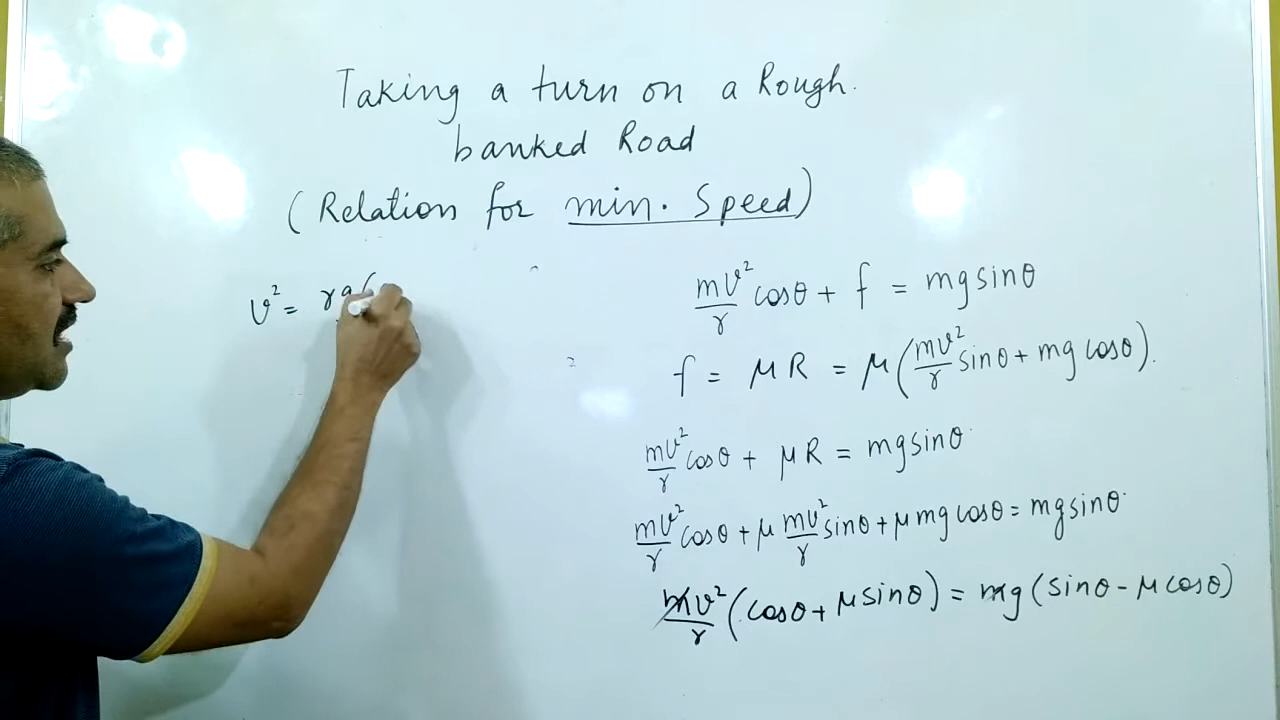 Taking a turn on a Rough.
banked Road
(Relation for min. Speed)
v² = rg(
mv²/r cosθ + f = mg sinθ
f = μR = μ(mv²/r sinθ + mg cosθ).
mv²/r cosθ + μR = mg sinθ
mv²/r cosθ + μ mv²/r sinθ + μmg cosθ = mg sinθ
mv²/r (cosθ + μ sinθ) = mg (sinθ - μ cosθ)